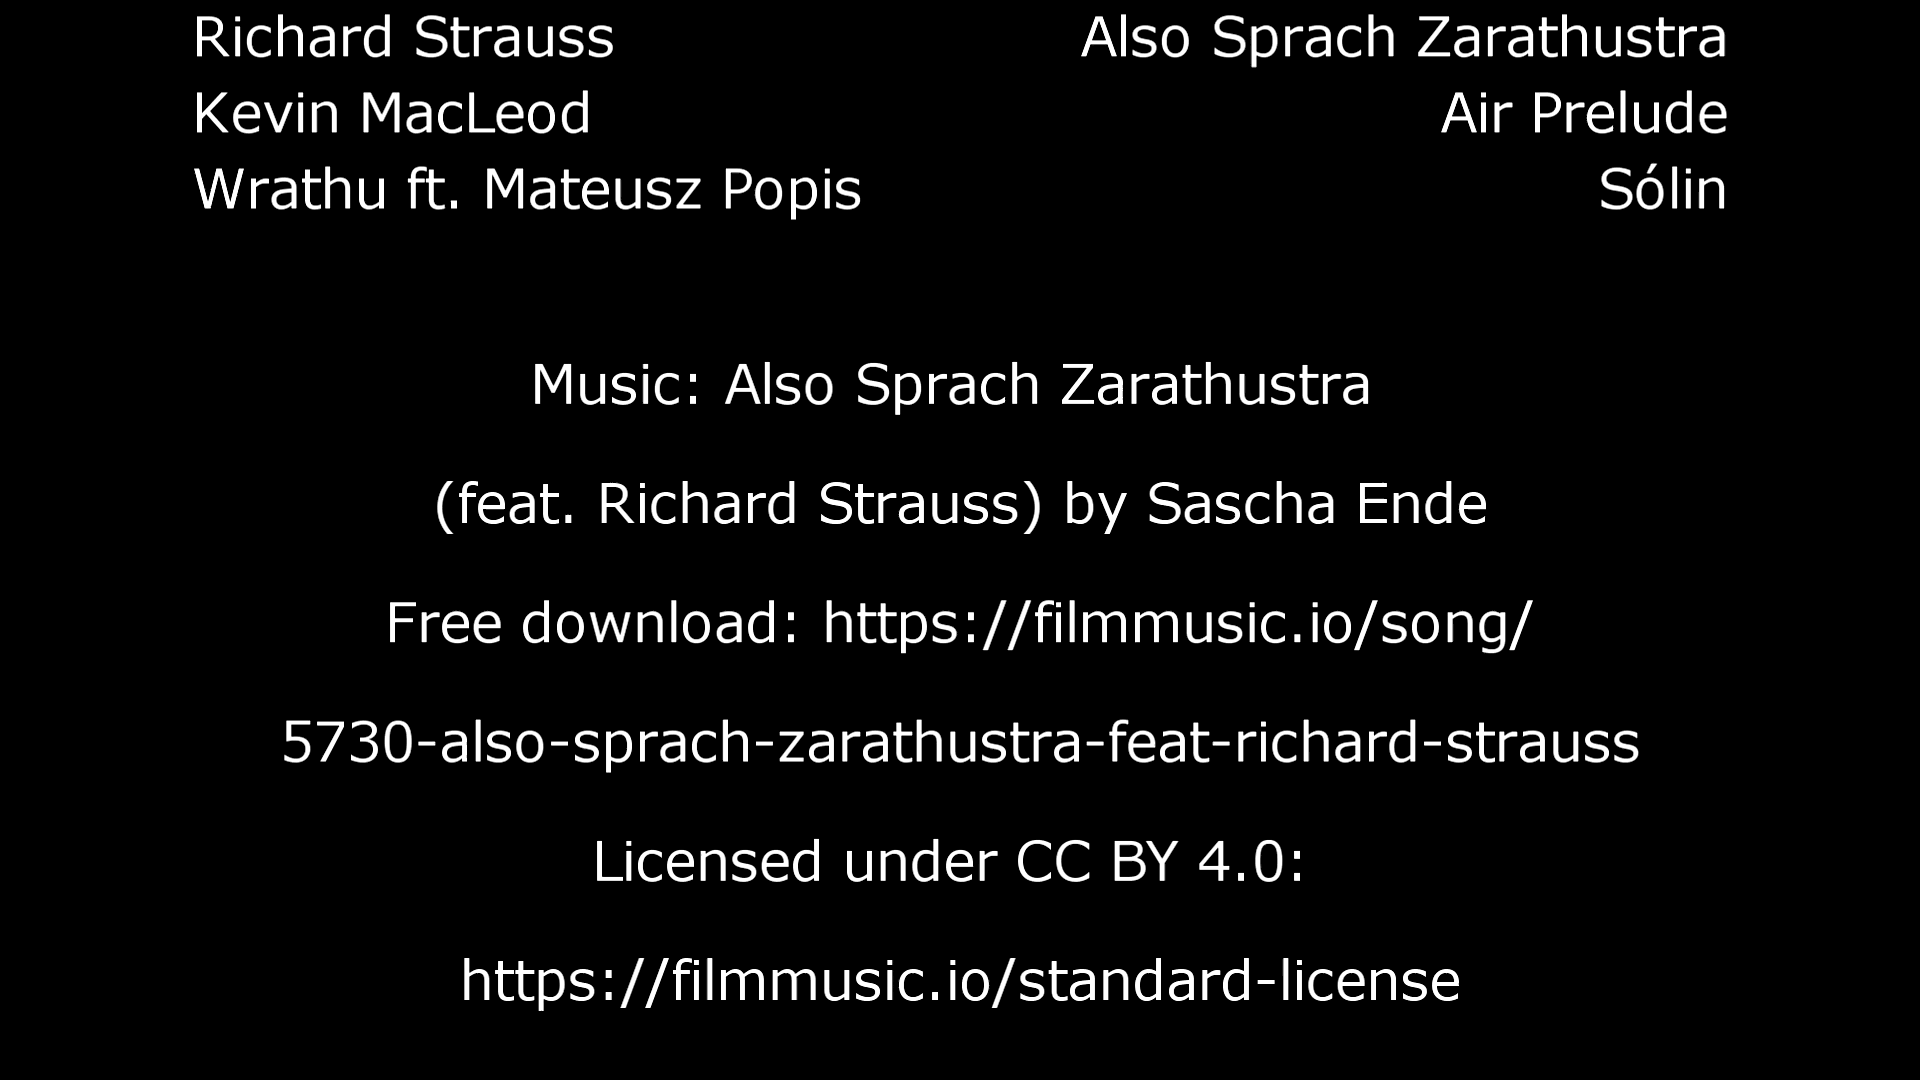 Richard Strauss Also Sprach Zarathustra
Kevin MacLeod Air Prelude
Wrathu ft. Mateusz Popis Sólin
Music: Also Sprach Zarathustra
(feat. Richard Strauss) by Sascha Ende
Free download: https://filmmusic.io/song/
5730-also-sprach-zarathustra-feat-richard-strauss
Licensed under CC BY 4.0:
https://filmmusic.io/standard-license